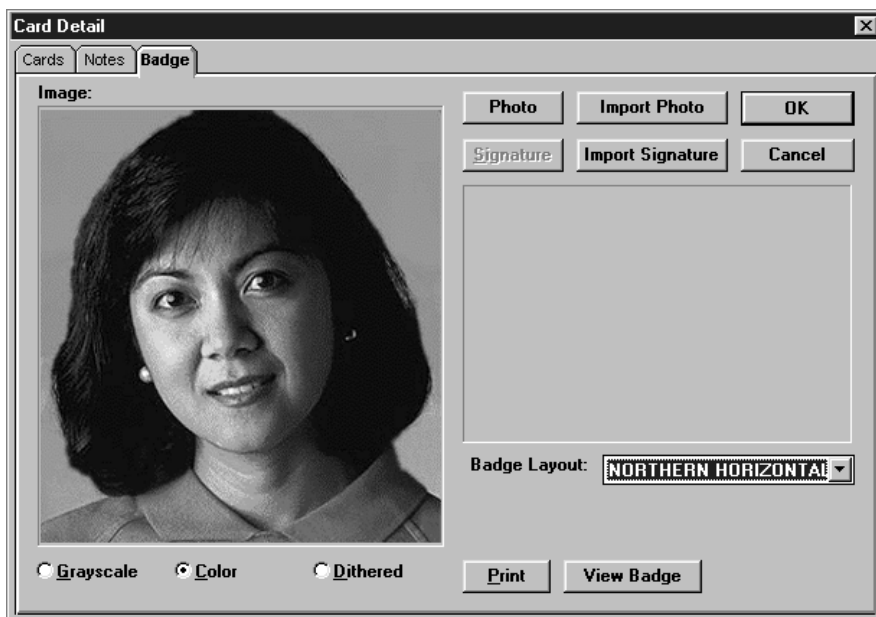 Card Detail
Cards Notes Badge
Image:
Photo Import Photo OK
Signature Import Signature Cancel
Badge Layout: NORTHERN HORIZONTAL
Grayscale Color Dithered
Print View Badge